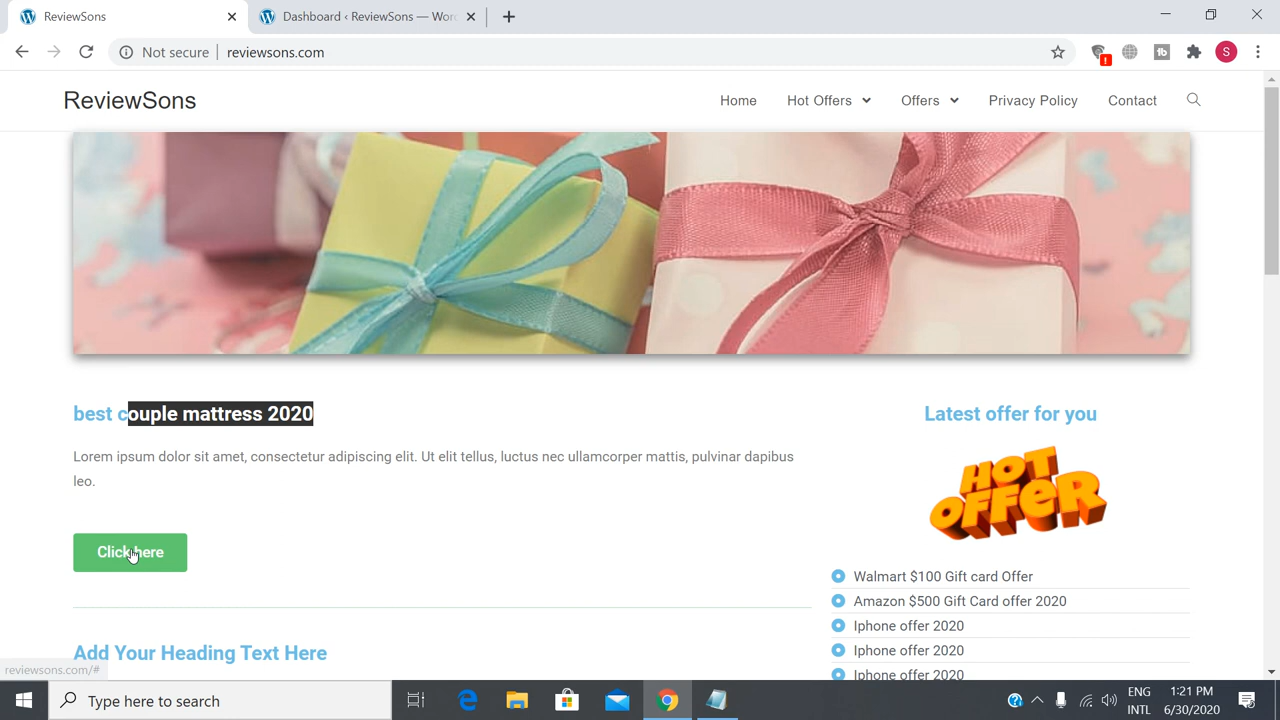 ReviewSons
Dashboard ‹ ReviewSons — Wor
Not secure
reviewsons.com
S
ReviewSons
Home
Hot Offers
Offers
Privacy Policy
Contact
best couple mattress 2020
Lorem ipsum dolor sit amet, consectetur adipiscing elit. Ut elit tellus, luctus nec ullamcorper mattis, pulvinar dapibus
leo.
Click here
Add Your Heading Text Here
Latest offer for you
HOT
OFFER
Walmart $100 Gift card Offer
Amazon $500 Gift Card offer 2020
Iphone offer 2020
Iphone offer 2020
Iphone offer 2020
reviewsons.com/#
Type here to search
ENG
INTL
1:21 PM
6/30/2020